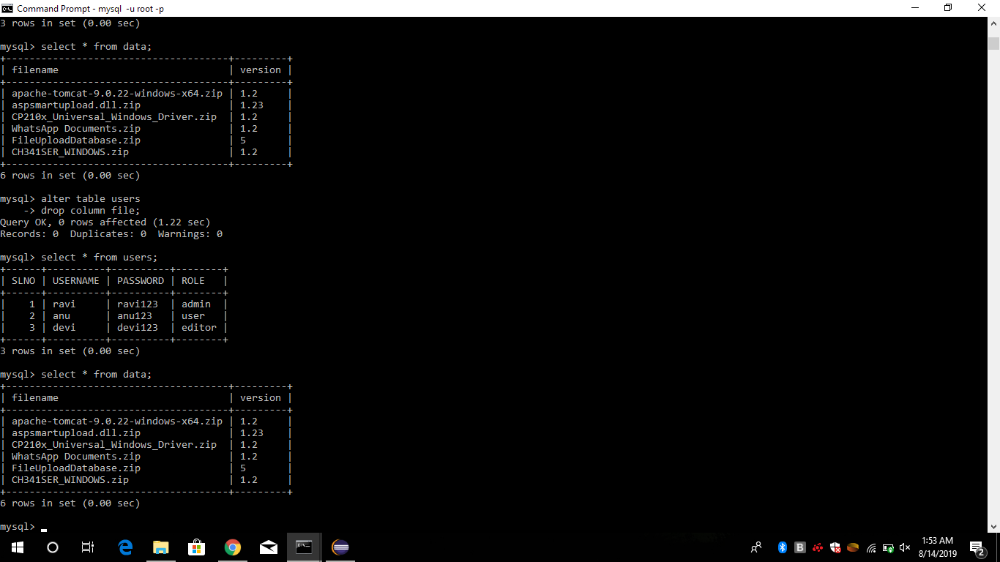 Command Prompt - mysql  -u root -p
3 rows in set (0.00 sec)
mysql> select * from data;
+--------------------------------------+---------+
| filename                             | version |
+--------------------------------------+---------+
| apache-tomcat-9.0.22-windows-x64.zip | 1.2     |
| aspsmartupload.dll.zip               | 1.23    |
| CP210x_Universal_Windows_Driver.zip  | 1.2     |
| WhatsApp Documents.zip               | 1.2     |
| FileUploadDatabase.zip               | 5       |
| CH341SER_WINDOWS.zip                 | 1.2     |
+--------------------------------------+---------+
6 rows in set (0.00 sec)
mysql> alter table users
    -> drop column file;
Query OK, 0 rows affected (1.22 sec)
Records: 0  Duplicates: 0  Warnings: 0
mysql> select * from users;
+------+----------+----------+--------+
| SLNO | USERNAME | PASSWORD | ROLE   |
+------+----------+----------+--------+
|    1 | ravi     | ravi123  | admin  |
|    2 | anu      | anu123   | user   |
|    3 | devi     | devi123  | editor |
+------+----------+----------+--------+
3 rows in set (0.00 sec)
mysql> select * from data;
+--------------------------------------+---------+
| filename                             | version |
+--------------------------------------+---------+
| apache-tomcat-9.0.22-windows-x64.zip | 1.2     |
| aspsmartupload.dll.zip               | 1.23    |
| CP210x_Universal_Windows_Driver.zip  | 1.2     |
| WhatsApp Documents.zip               | 1.2     |
| FileUploadDatabase.zip               | 5       |
| CH341SER_WINDOWS.zip                 | 1.2     |
+--------------------------------------+---------+
6 rows in set (0.00 sec)
mysql> _
1:53 AM
8/14/2019
2